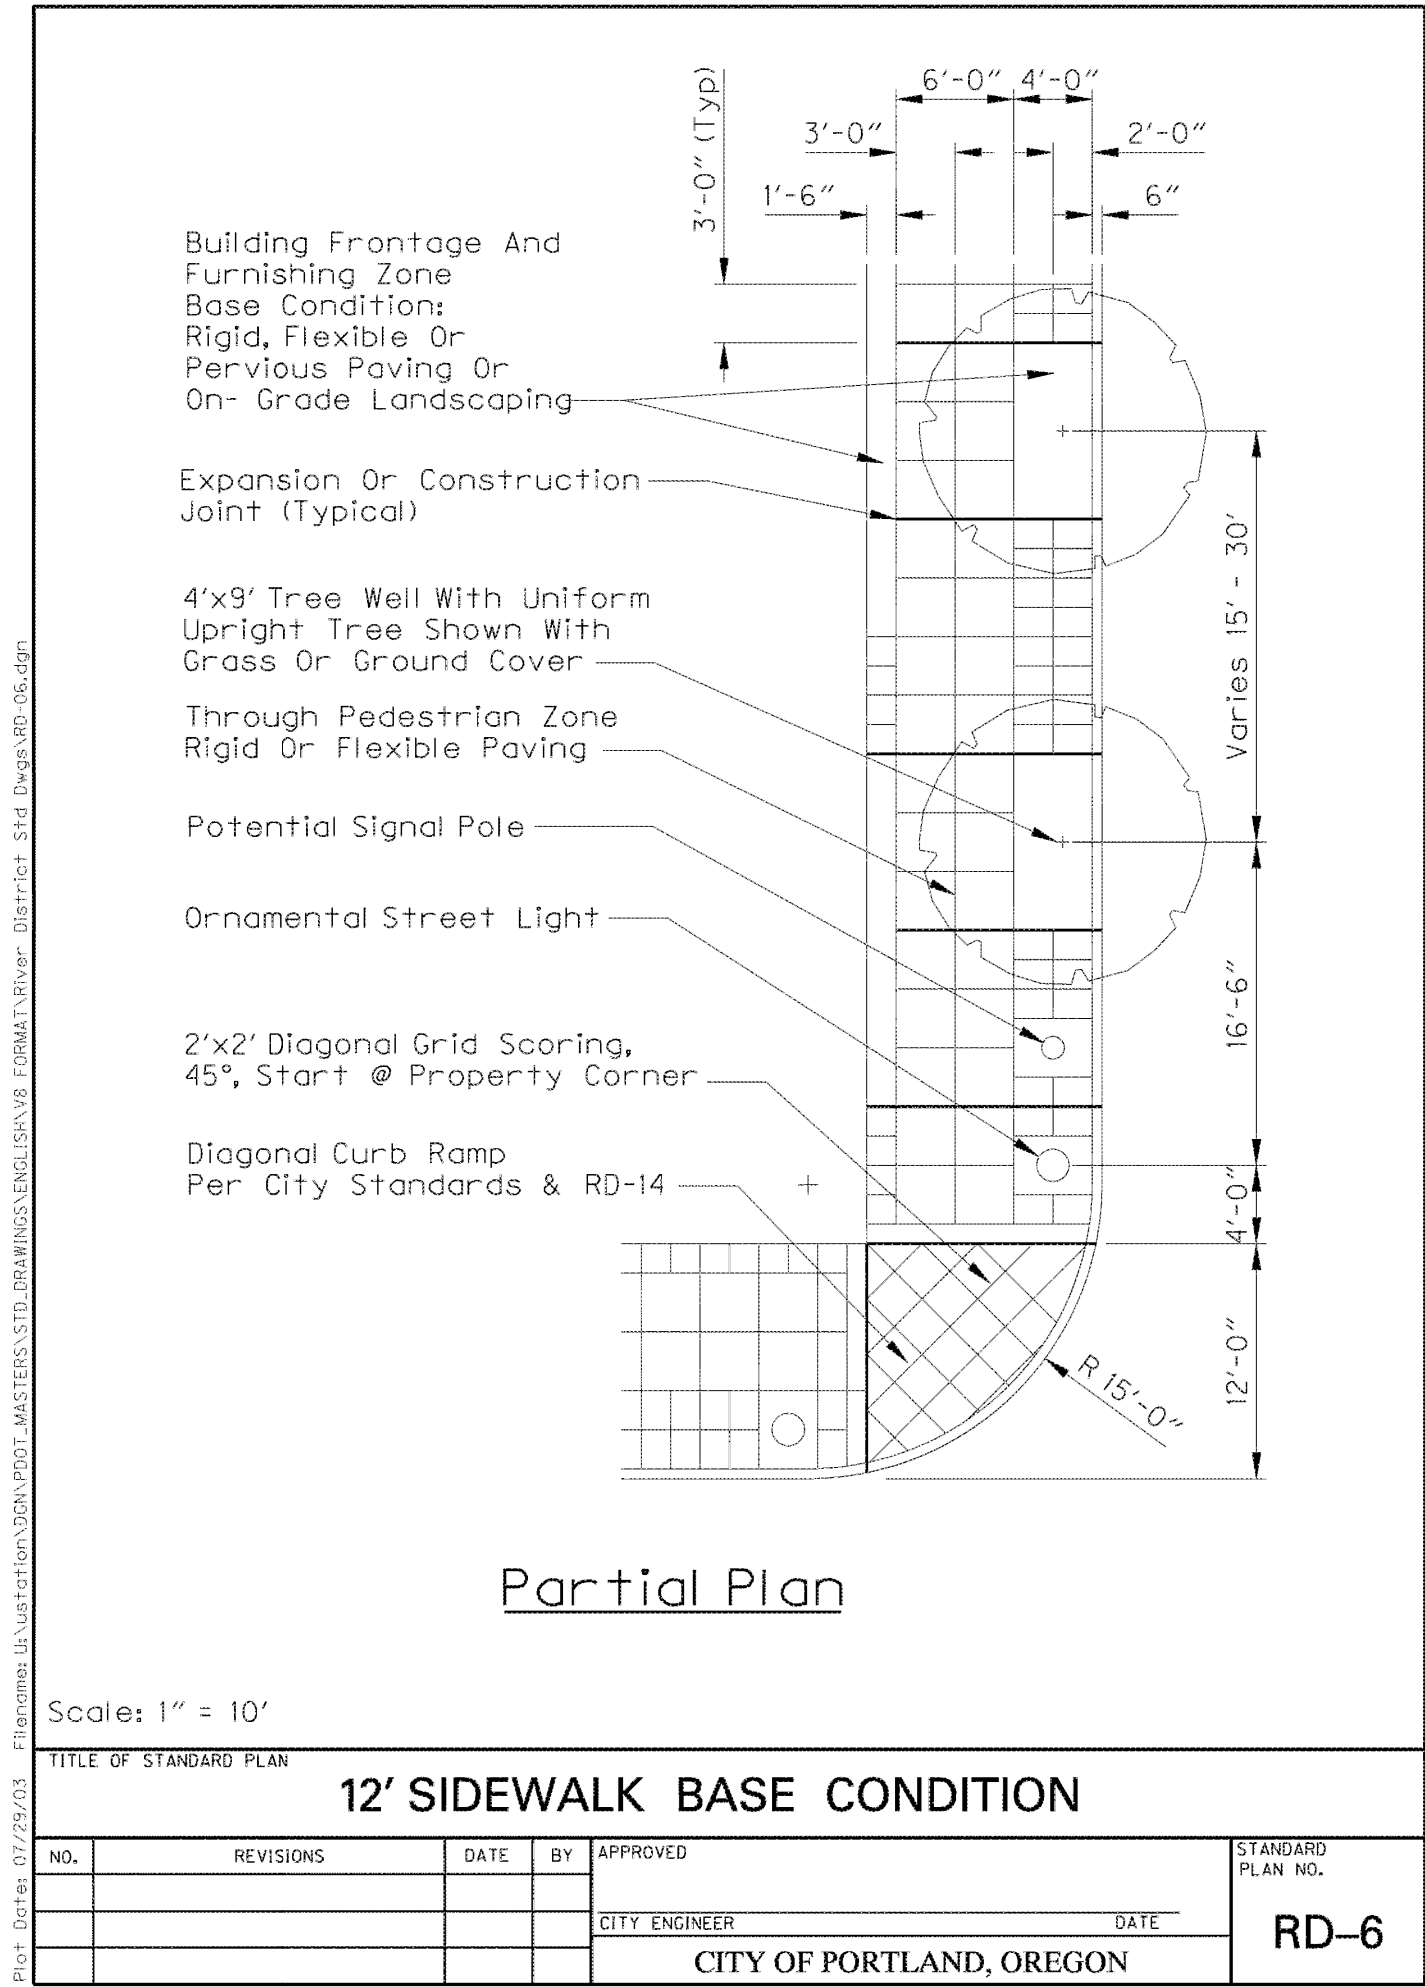 6'-0" 4'-0"
3'-0" 2'-0"
1'-6" 6"
3'-0" (Typ)
Building Frontage And
Furnishing Zone
Base Condition:
Rigid, Flexible Or
Pervious Paving Or
On- Grade Landscaping
Expansion Or Construction
Joint (Typical)
4'x9' Tree Well With Uniform
Upright Tree Shown With
Grass Or Ground Cover
Through Pedestrian Zone
Rigid Or Flexible Paving
Potential Signal Pole
Ornamental Street Light
2'x2' Diagonal Grid Scoring,
45°, Start @ Property Corner
Diagonal Curb Ramp
Per City Standards & RD-14
Varies 15' - 30'
16'-6"
4'-0"
12'-0"
R 15'-0"
Partial Plan
Scale: 1" = 10'
TITLE OF STANDARD PLAN
12' SIDEWALK BASE CONDITION
NO. REVISIONS DATE BY
APPROVED
CITY ENGINEER DATE
CITY OF PORTLAND, OREGON
STANDARD
PLAN NO.
RD–6
Plot Date: 07/29/03 Filename: U:\ustation\DGN\PDOT_MASTERS\STD_DRAWINGS\ENGLISH\V8 FORMAT\River District Std Dwgs\RD-06.dgn